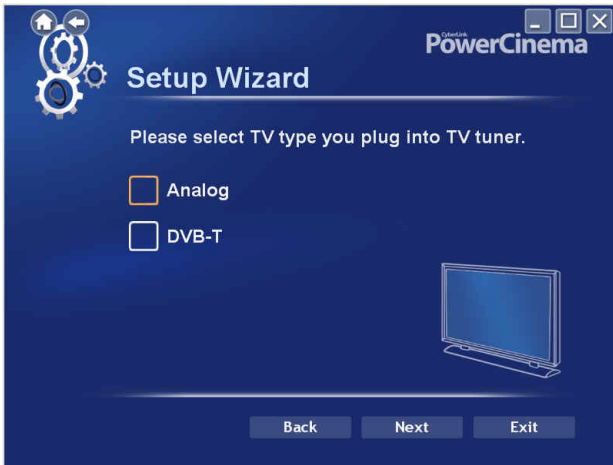 CyberLink
PowerCinema
Setup Wizard
Please select TV type you plug into TV tuner.
Analog
DVB-T
Back
Next
Exit